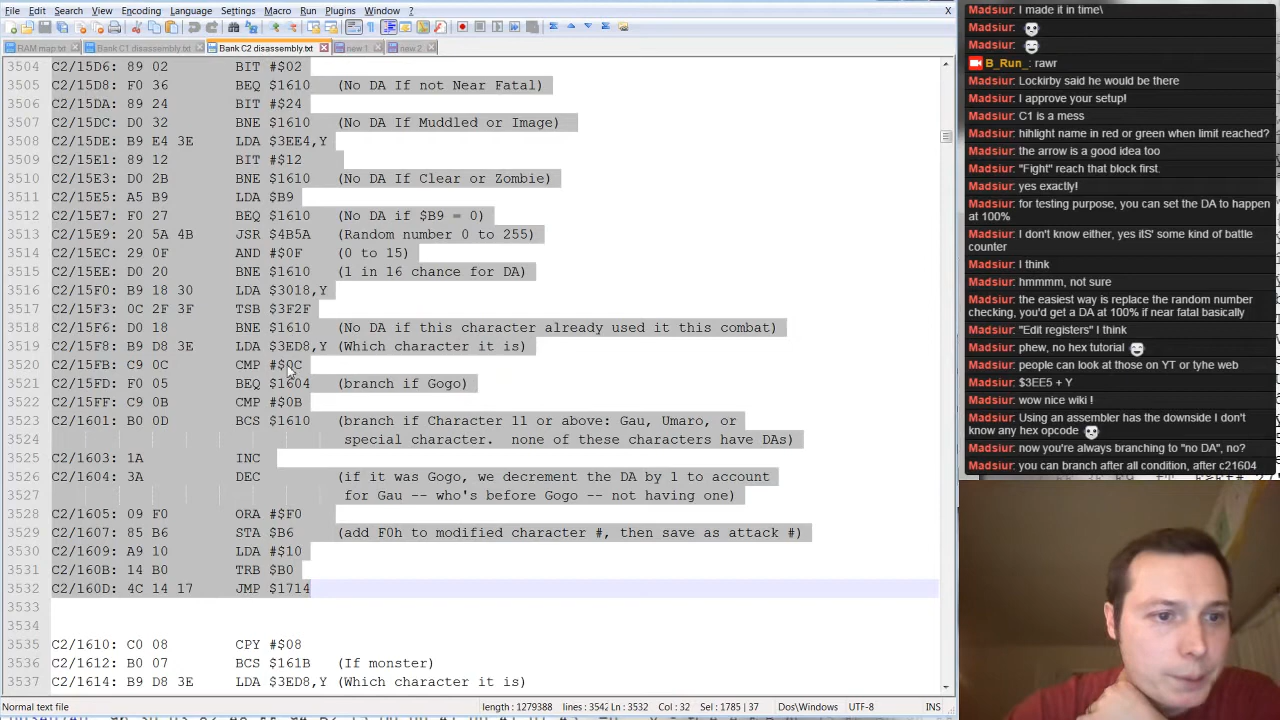 File Edit Search View Encoding Language Settings Macro Run Plugins Window ? X
RAM map.txt Bank C1 disassembly.txt Bank C2 disassembly.txt new 1 new 2
3504 C2/15D6: 89 02 BIT #$02
3505 C2/15D8: F0 36 BEQ $1610 (No DA If not Near Fatal)
3506 C2/15DA: 89 24 BIT #$24
3507 C2/15DC: D0 32 BNE $1610 (No DA If Muddled or Image)
3508 C2/15DE: B9 E4 3E LDA $3EE4,Y
3509 C2/15E1: 89 12 BIT #$12
3510 C2/15E3: D0 2B BNE $1610 (No DA If Clear or Zombie)
3511 C2/15E5: A5 B9 LDA $B9
3512 C2/15E7: F0 27 BEQ $1610 (No DA if $B9 = 0)
3513 C2/15E9: 20 5A 4B JSR $4B5A (Random number 0 to 255)
3514 C2/15EC: 29 0F AND #$0F (0 to 15)
3515 C2/15EE: D0 20 BNE $1610 (1 in 16 chance for DA)
3516 C2/15F0: B9 18 30 LDA $3018,Y
3517 C2/15F3: 0C 2F 3F TSB $3F2F
3518 C2/15F6: D0 18 BNE $1610 (No DA if this character already used it this combat)
3519 C2/15F8: B9 D8 3E LDA $3ED8,Y (Which character it is)
3520 C2/15FB: C9 0C CMP #$0C
3521 C2/15FD: F0 05 BEQ $1604 (branch if Gogo)
3522 C2/15FF: C9 0B CMP #$0B
3523 C2/1601: B0 0D BCS $1610 (branch if Character 11 or above: Gau, Umaro, or
3524 special character. none of these characters have DAs)
3525 C2/1603: 1A INC
3526 C2/1604: 3A DEC (if it was Gogo, we decrement the DA by 1 to account
3527 for Gau -- who's before Gogo -- not having one)
3528 C2/1605: 09 F0 ORA #$F0
3529 C2/1607: 85 B6 STA $B6 (add F0h to modified character #, then save as attack #)
3530 C2/1609: A9 10 LDA #$10
3531 C2/160B: 14 B0 TRB $B0
3532 C2/160D: 4C 14 17 JMP $1714
3533
3534
3535 C2/1610: C0 08 CPY #$08
3536 C2/1612: B0 07 BCS $161B (If monster)
3537 C2/1614: B9 D8 3E LDA $3ED8,Y (Which character it is)
Normal text file length : 1279388 lines : 3542 Ln : 3532 Col : 32 Sel : 1785 | 37 Dos\Windows UTF-8 INS
Madsiur: I made it in time\
Madsiur:
Madsiur:
B_Run_: rawr
Madsiur: Lockirby said he would be there
Madsiur: I approve your setup!
Madsiur: C1 is a mess
Madsiur: hihlight name in red or green when limit reached?
Madsiur: the arrow is a good idea too
Madsiur: "Fight" reach that block first.
Madsiur: yes exactly!
Madsiur: for testing purpose, you can set the DA to happen
at 100%
Madsiur: I don't know either, yes itS' some kind of battle
counter
Madsiur: I think
Madsiur: hmmmm, not sure
Madsiur: the easiest way is replace the random number
checking, you'd get a DA at 100% if near fatal basically
Madsiur: "Edit registers" I think
Madsiur: phew, no hex tutorial
Madsiur: people can look at those on YT or tyhe web
Madsiur: $3EE5 + Y
Madsiur: wow nice wiki !
Madsiur: Using an assembler has the downside I don't
know any hex opcode
Madsiur: now you're always branching to "no DA", no?
Madsiur: you can branch after all condition, after c21604